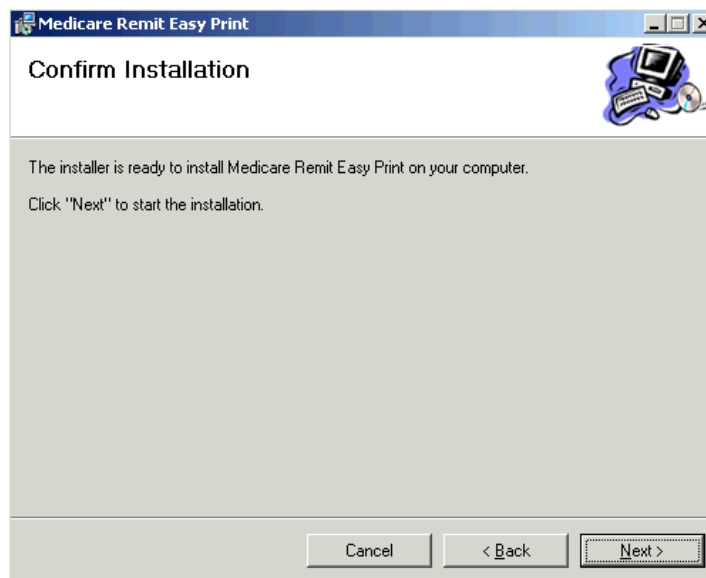 Medicare Remit Easy Print
Confirm Installation
The installer is ready to install Medicare Remit Easy Print on your computer.
Click "Next" to start the installation.
Cancel
< Back
Next >